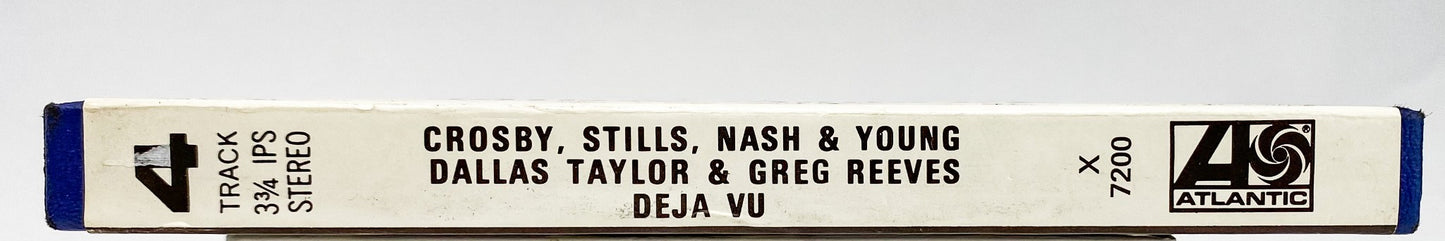 4
TRACK
3¾ IPS
STEREO
CROSBY, STILLS, NASH & YOUNG
DALLAS TAYLOR & GREG REEVES
DEJA VU
X
7200
A
®
ATLANTIC